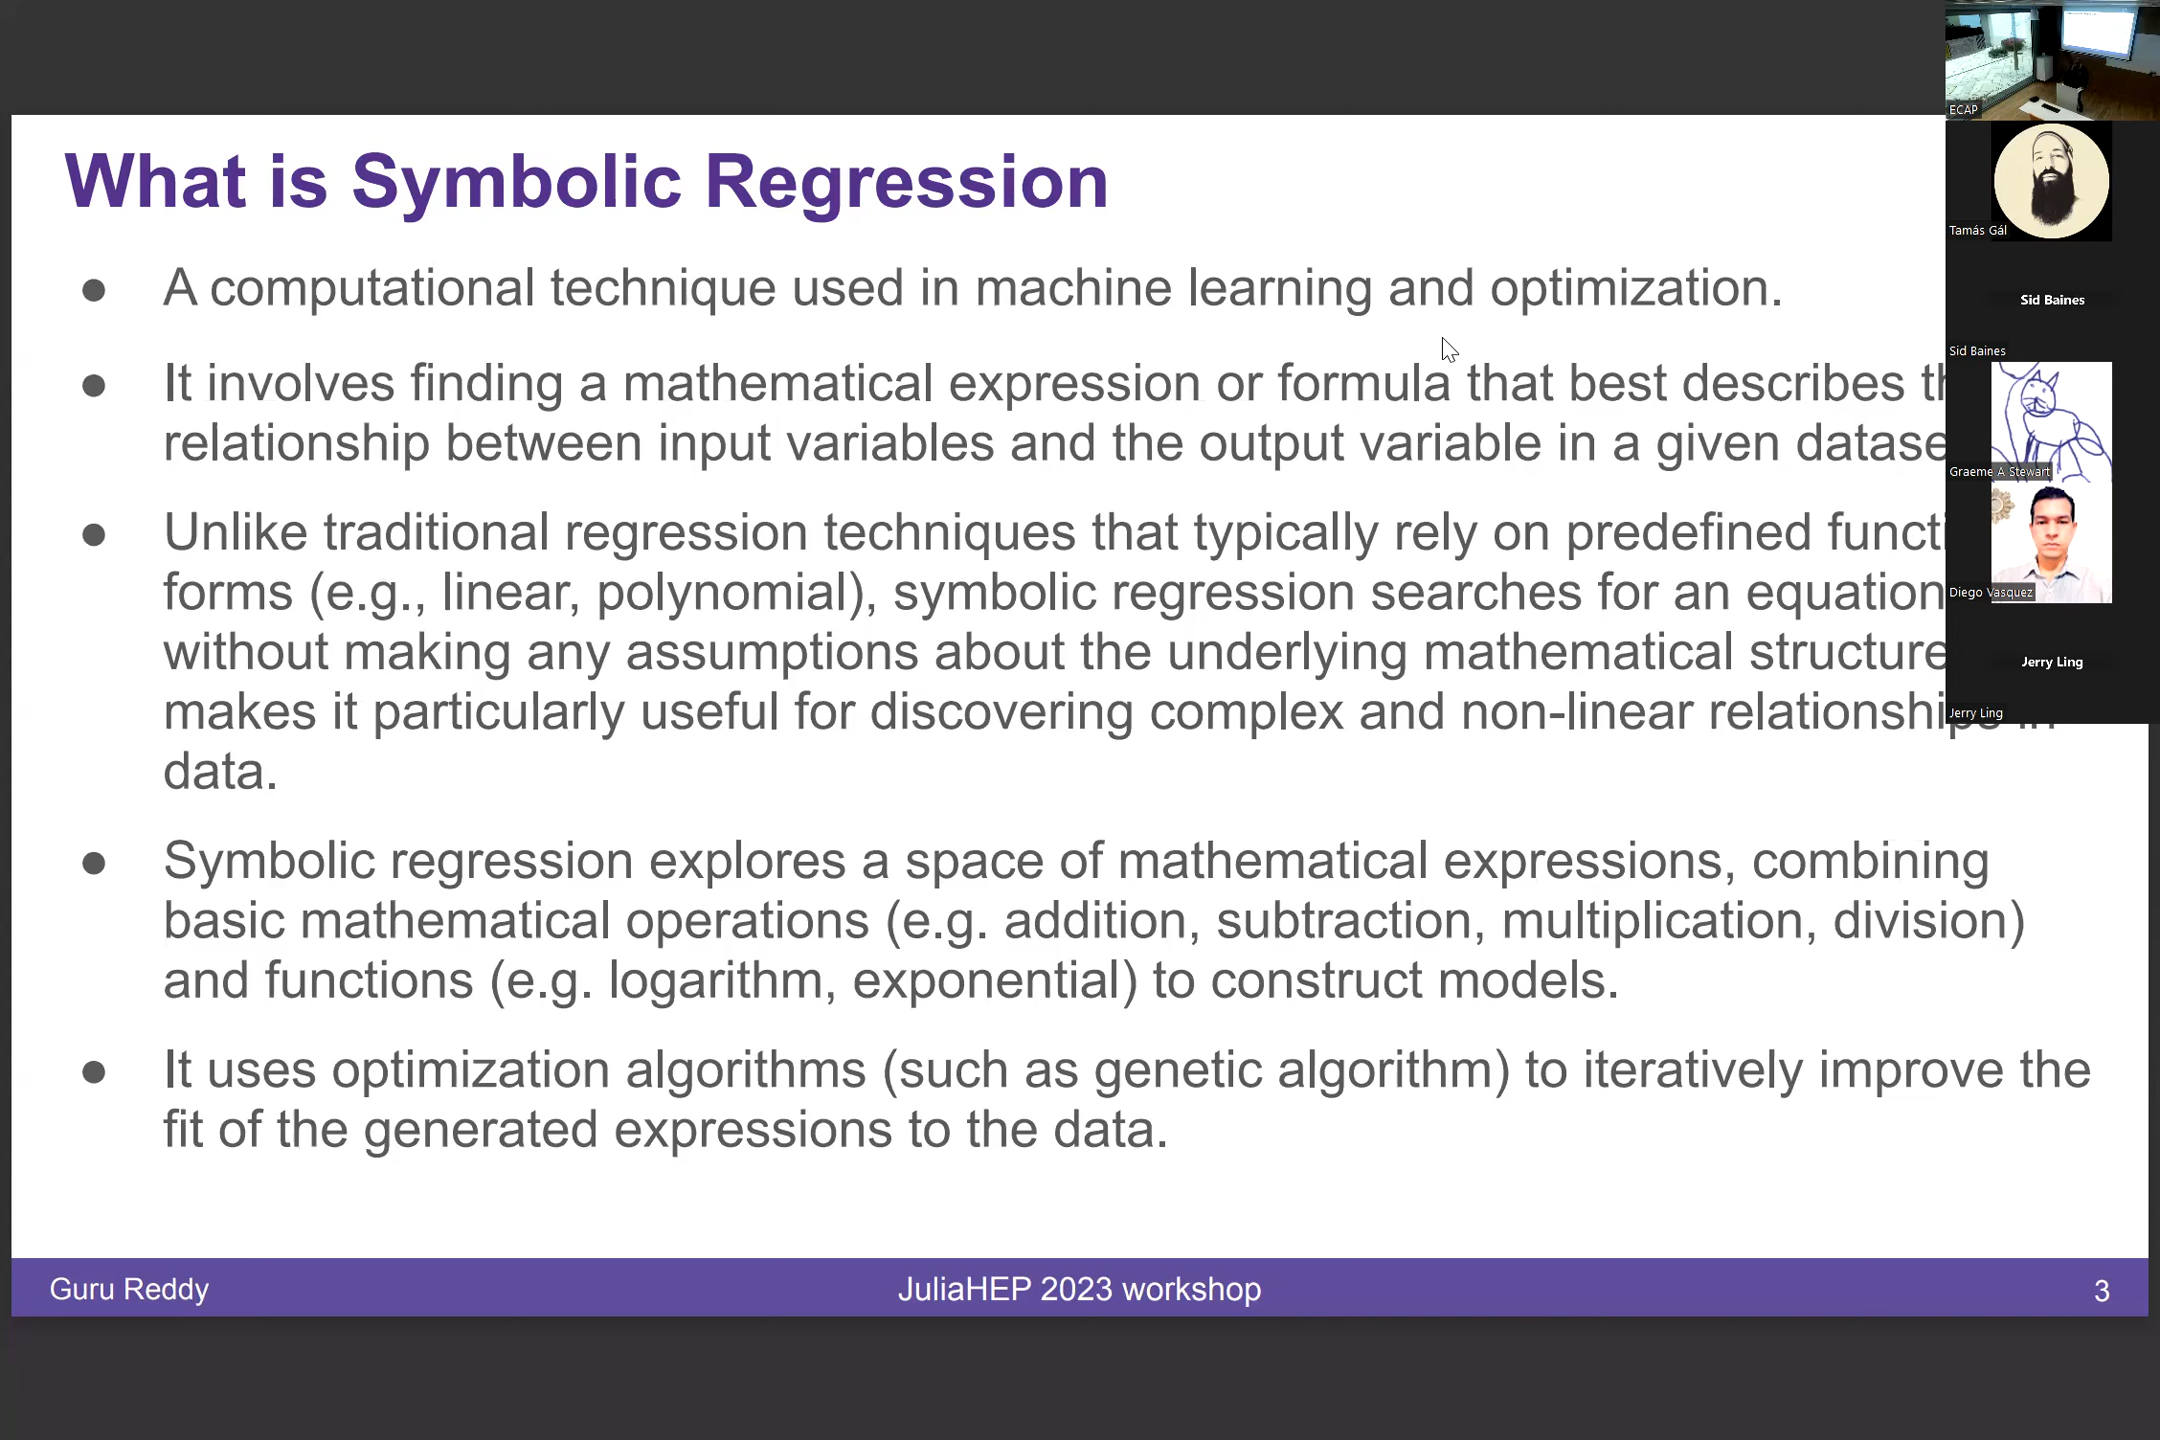 What is Symbolic Regression
● A computational technique used in machine learning and optimization.
● It involves finding a mathematical expression or formula that best describes
relationship between input variables and the output variable in a given
● Unlike traditional regression techniques that typically rely on predefined
forms (e.g., linear, polynomial), symbolic regression searches for an equation
without making any assumptions about the underlying mathematical structure
makes it particularly useful for discovering complex and non-linear relationships in
data.
● Symbolic regression explores a space of mathematical expressions, combining
basic mathematical operations (e.g. addition, subtraction, multiplication, division)
and functions (e.g. logarithm, exponential) to construct models.
● It uses optimization algorithms (such as genetic algorithm) to iteratively improve the
fit of the generated expressions to the data.
Guru Reddy
JuliaHEP 2023 workshop
3
ECAP
Tamás Gál
Sid Baines
Sid Baines
Graeme A Stewart
Diego Vasquez
Jerry Ling
Jerry Ling